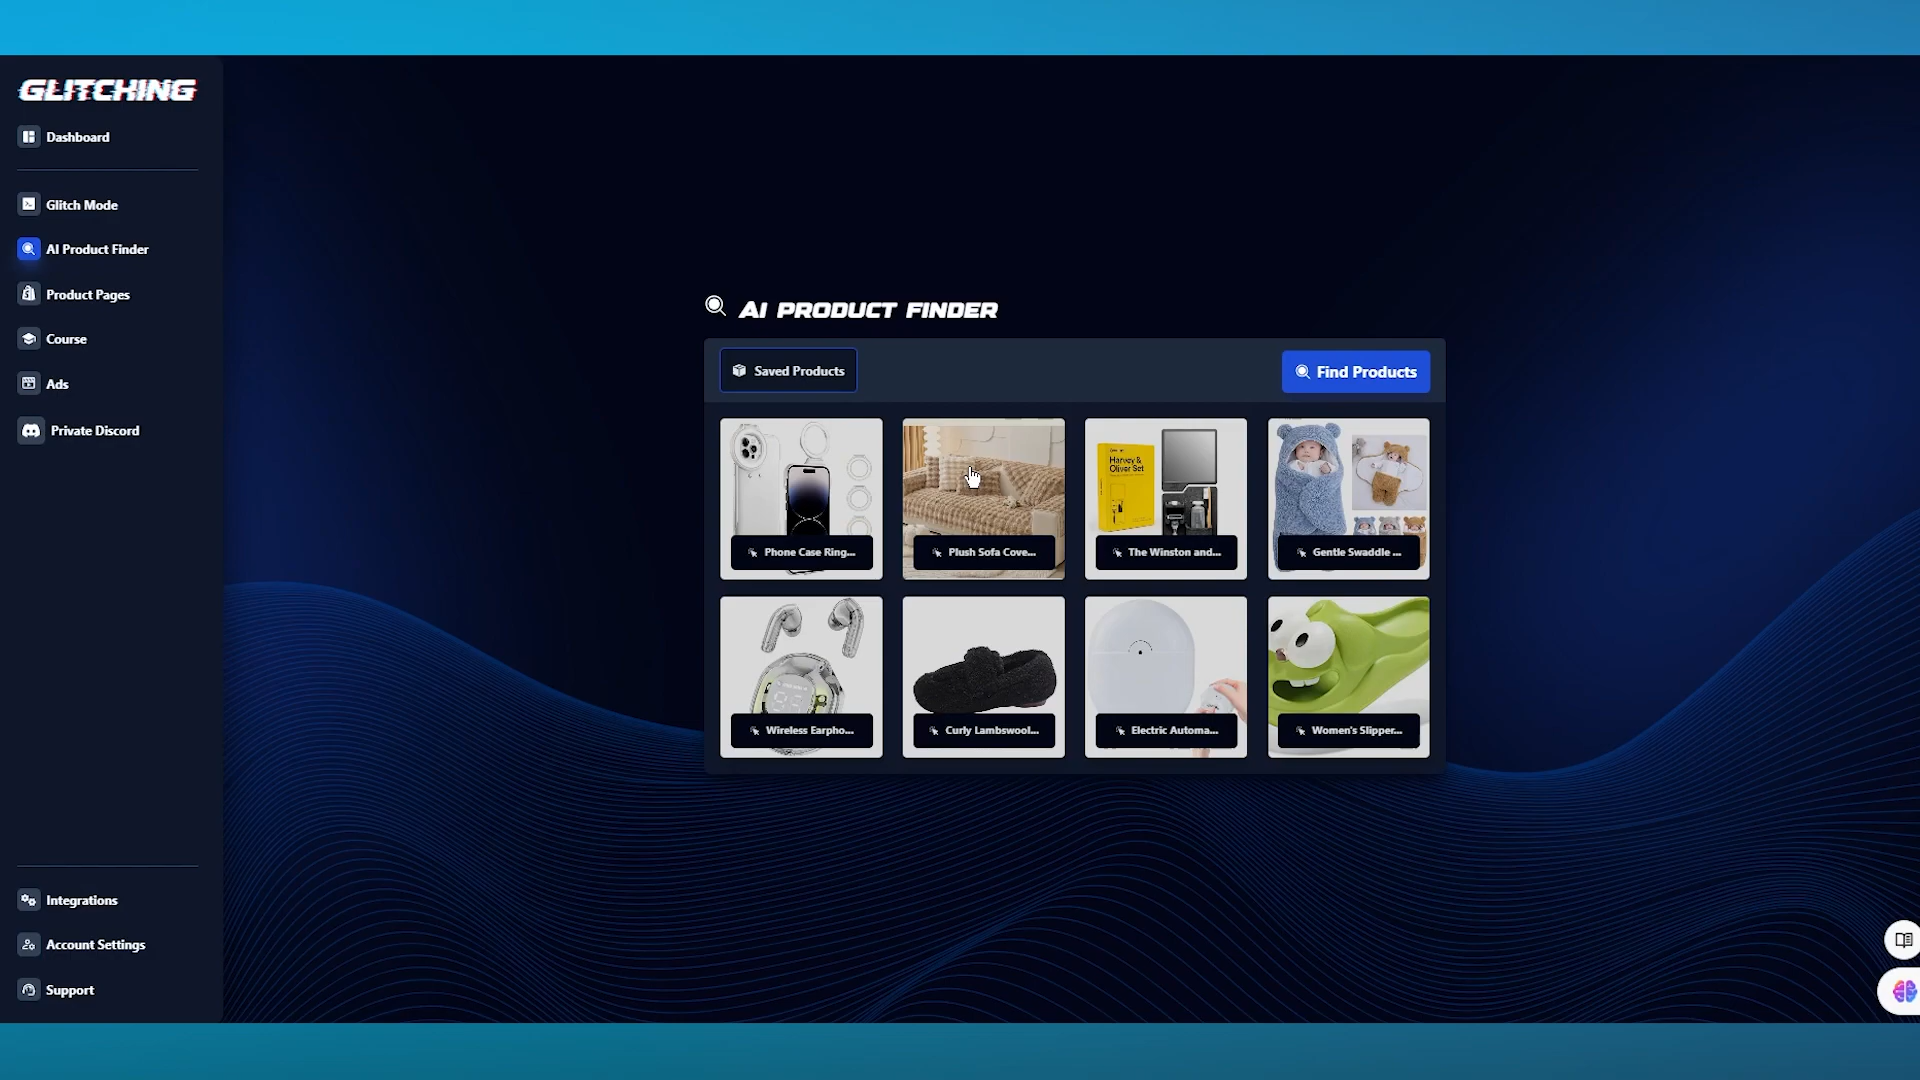 GLITCHING
Dashboard
Glitch Mode
AI Product Finder
Product Pages
Course
Ads
Private Discord
Integrations
Account Settings
Support
AI PRODUCT FINDER
Saved Products
Find Products
Harvey &
Oliver Set
Phone Case Ring...
Plush Sofa Cove...
The Winston and...
Gentle Swaddle ...
Wireless Earpho...
Curly Lambswool...
Electric Automa...
Women's Slipper...